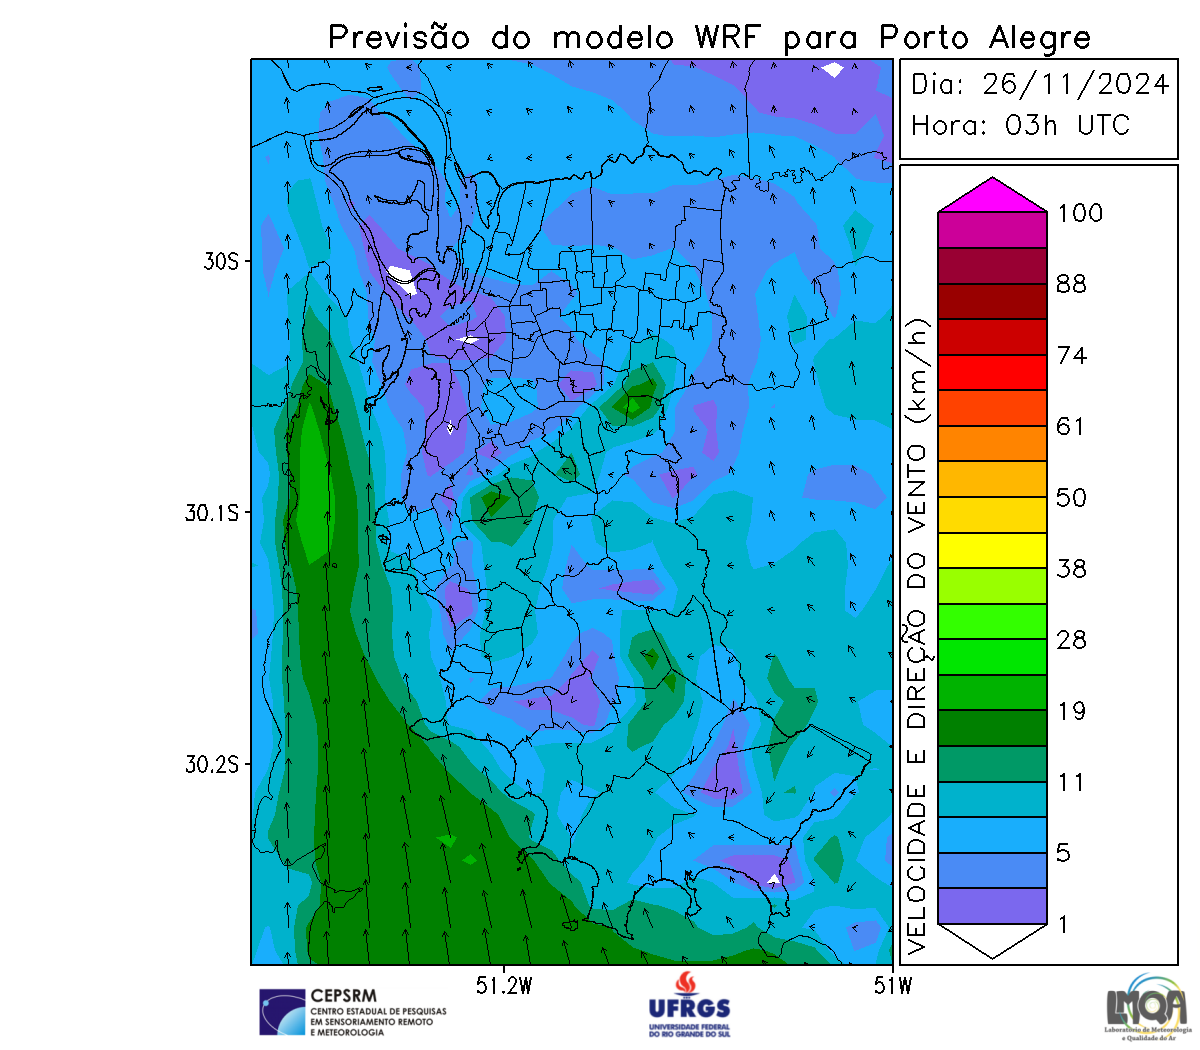 Previsão do modelo WRF para Porto Alegre
Dia: 26/11/2024
Hora: 03h UTC
30S
30.1S
30.2S
51.2W
51W
VELOCIDADE E DIREÇÃO DO VENTO (km/h)
100
88
74
61
50
38
28
19
11
5
1
CEPSRM
CENTRO ESTADUAL DE PESQUISAS
EM SENSORIAMENTO REMOTO
E METEOROLOGIA
UFRGS
UNIVERSIDADE FEDERAL
DO RIO GRANDE DO SUL
LMQA
Laboratório de Meteorologia
e Qualidade do Ar